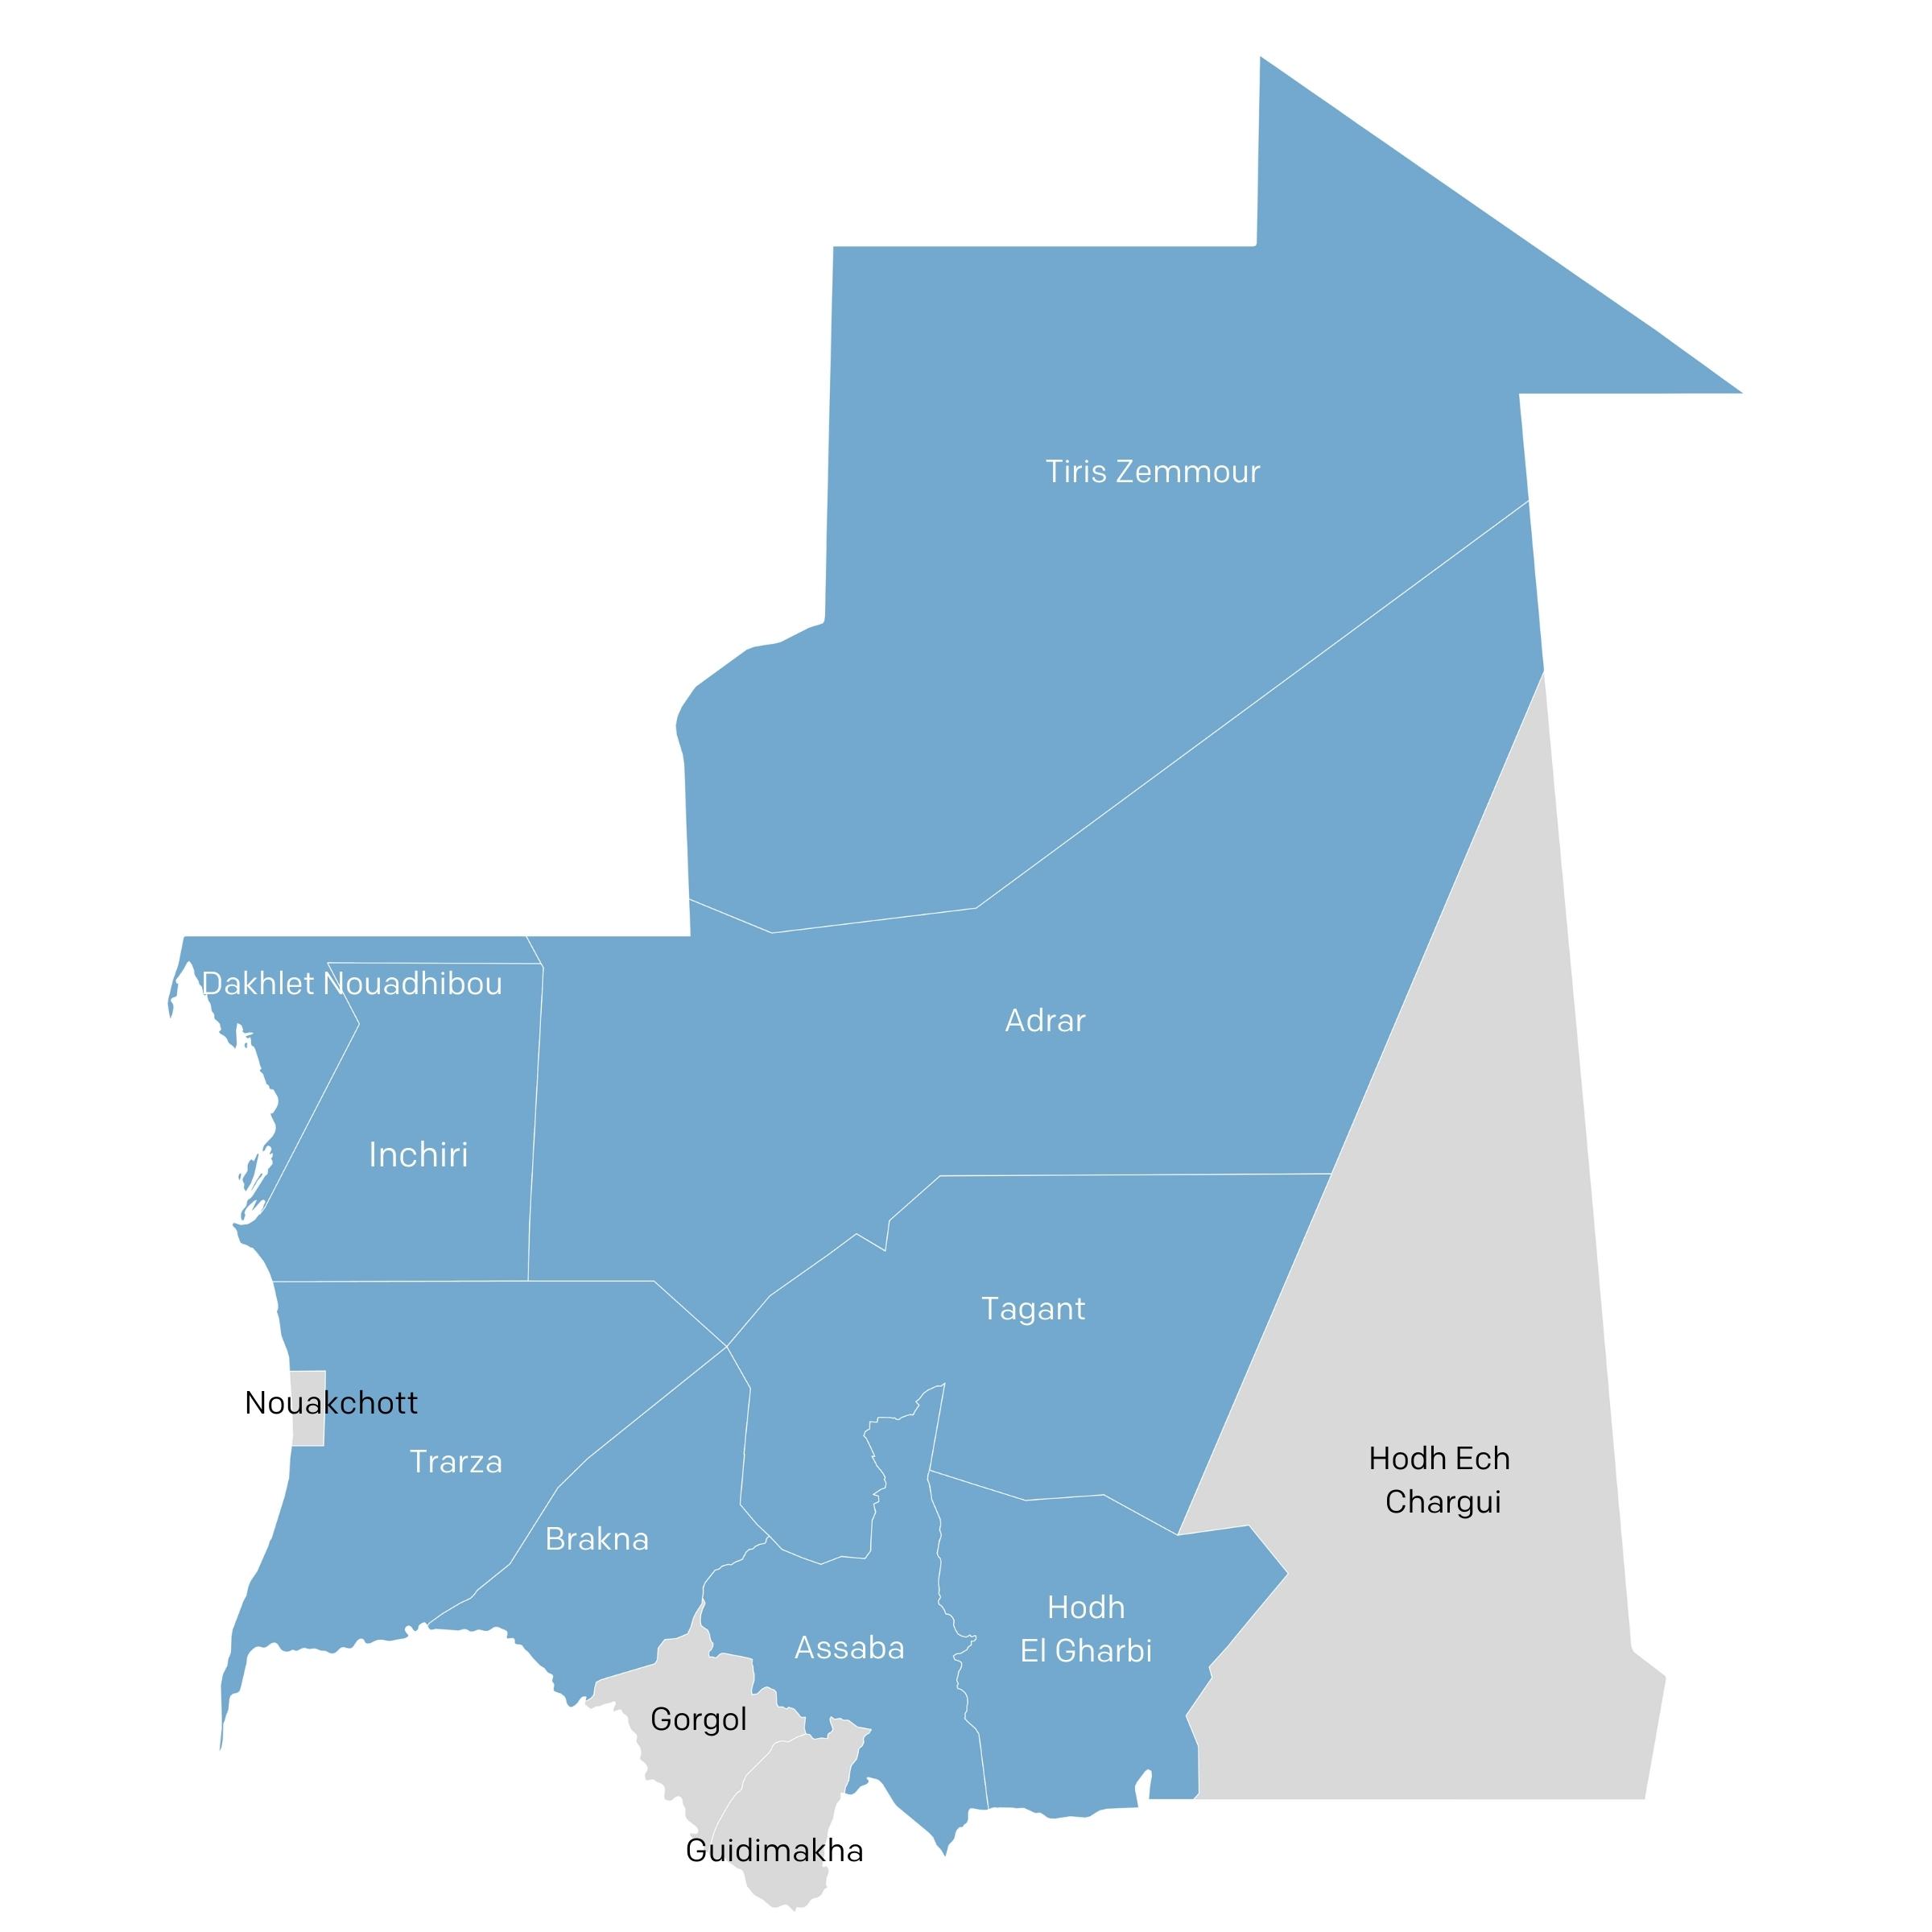 Tiris Zemmour
Dakhlet Nouadhibou
Adrar
Inchiri
Tagant
Nouakchott
Trarza
Hodh Ech
Chargui
Brakna
Hodh
El Gharbi
Assaba
Gorgol
Guidimakha